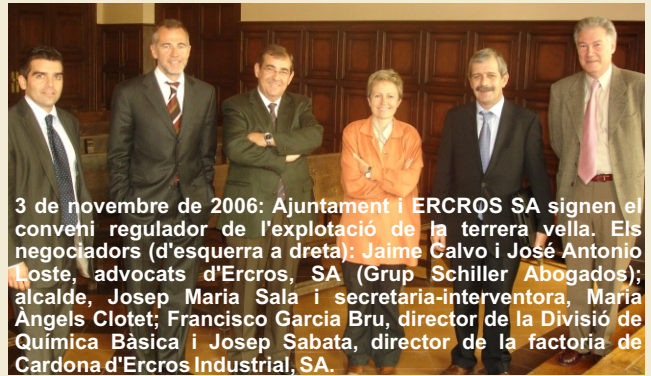 3 de novembre de 2006: Ajuntament i ERCROS SA signen el
conveni regulador de l'explotació de la terrera vella. Els
negociadors (d'esquerra a dreta): Jaime Calvo i José Antonio
Loste, advocats d'Ercros, SA (Grup Schiller Abogados);
alcalde, Josep Maria Sala i secretaria-interventora, Maria
Àngels Clotet; Francisco Garcia Bru, director de la Divisió de
Química Bàsica i Josep Sabata, director de la factoria de
Cardona d'Ercros Industrial, SA.